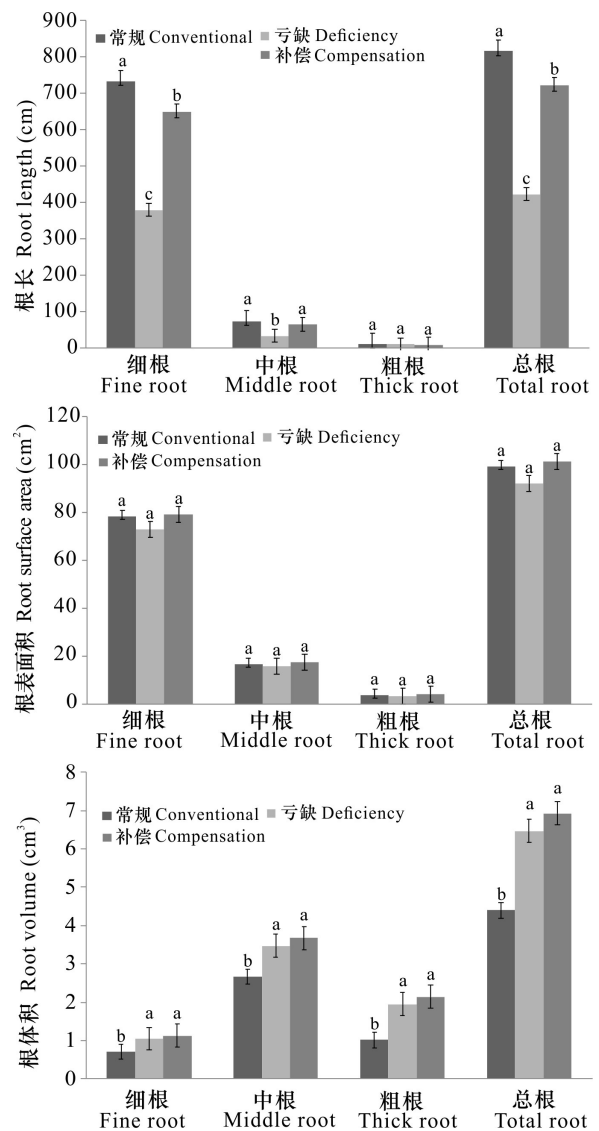 900
800
700
600
500
400
300
200
100
0
根长 Root length (cm)
常规 Conventional 亏缺 Deficiency
补偿 Compensation
a c b
a b a
a a a
a c b
细根 中根 粗根 总根
Fine root Middle root Thick root Total root
120
100
80
60
40
20
0
根表面积 Root surface area (cm²)
常规 Conventional 亏缺 Deficiency
补偿 Compensation
a a a
a a a
a a a
a a a
细根 中根 粗根 总根
Fine root Middle root Thick root Total root
8
7
6
5
4
3
2
1
0
根体积 Root volume (cm³)
常规 Conventional 亏缺 Deficiency
补偿 Compensation
b a a
b a a
b a a
b a a
细根 中根 粗根 总根
Fine root Middle root Thick root Total root